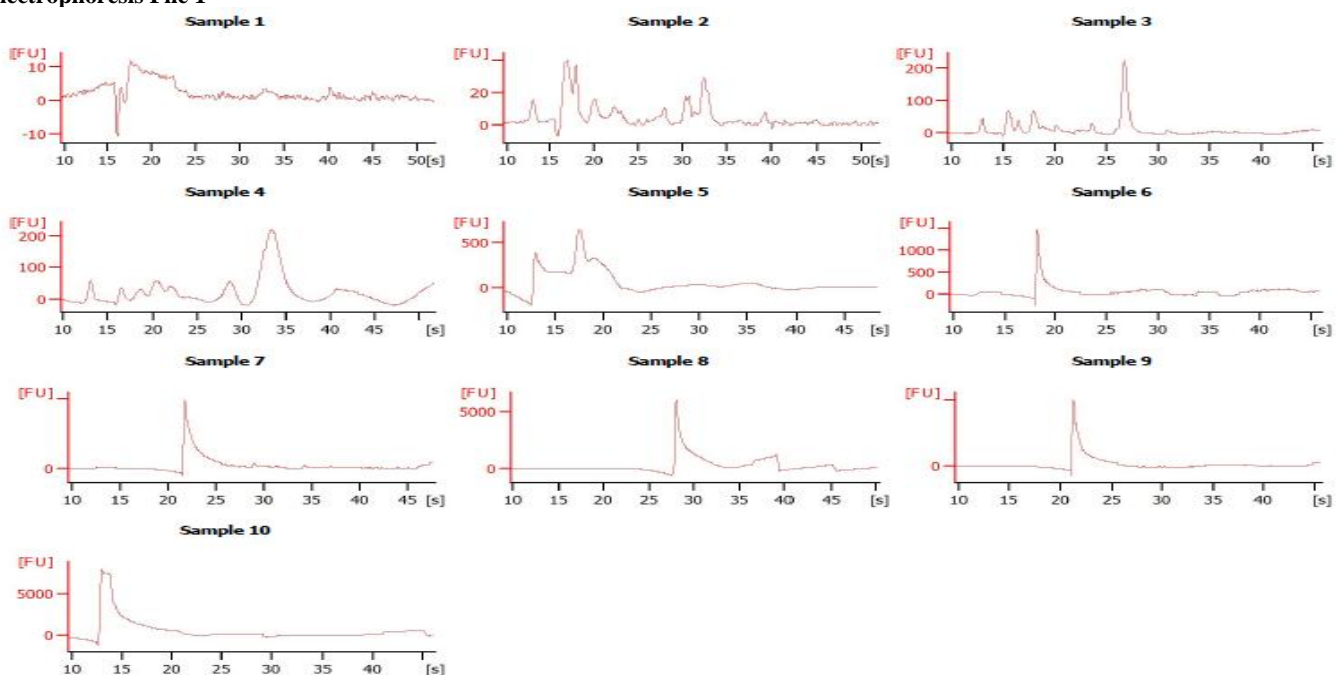 lectrophoresis File 1
Sample 1 Sample 2 Sample 3
[FU] [FU] [FU]
10 0 -10 20 0 200 100 0
10 15 20 25 30 35 40 45 50 [s] 10 15 20 25 30 35 40 45 50 [s] 10 15 20 25 30 35 40 [s]
Sample 4 Sample 5 Sample 6
[FU] [FU] [FU]
200 100 0 500 0 1000 500 0
10 15 20 25 30 35 40 45 [s] 10 15 20 25 30 35 40 45 [s] 10 15 20 25 30 35 40 [s]
Sample 7 Sample 8 Sample 9
[FU] [FU] [FU]
0 5000 0 0
10 15 20 25 30 35 40 45 [s] 10 15 20 25 30 35 40 45 50 [s] 10 15 20 25 30 35 40 [s]
Sample 10
[FU]
5000 0
10 15 20 25 30 35 40 [s]